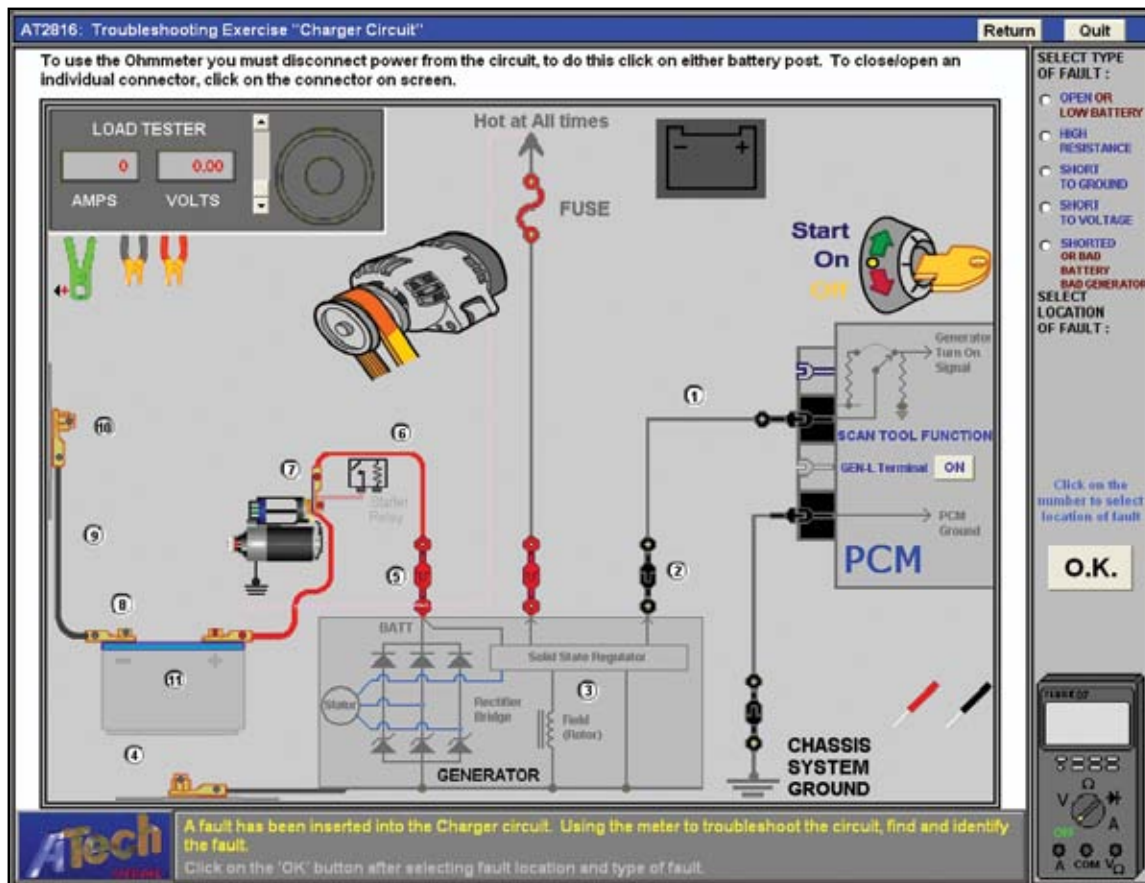 AT2816: Troubleshooting Exercise "Charger Circuit"
Return
Quit
To use the Ohmmeter you must disconnect power from the circuit, to do this click on either battery post. To close/open an
individual connector, click on the connector on screen.
LOAD TESTER
0
0.00
AMPS
VOLTS
Hot at All times
FUSE
Start
On
Off
Generator
Turn On
Signal
SCAN TOOL FUNCTION
GEN-L Terminal
ON
PCM
Ground
PCM
1
2
3
4
5
6
7
8
9
10
11
Starter
Relay
BATT
Solid State Regulator
Stator
Rectifier
Bridge
Field
(Rotor)
GENERATOR
CHASSIS
SYSTEM
GROUND
SELECT TYPE
OF FAULT :
OPEN OR
LOW BATTERY
HIGH
RESISTANCE
SHORT
TO GROUND
SHORT
TO VOLTAGE
SHORTED
OR BAD
BATTERY
BAD GENERATOR
SELECT
LOCATION
OF FAULT :
Click on the
number to select
location of fault
O.K.
V
Ω
A
OFF
A COM VΩ
ATech
A fault has been inserted into the Charger circuit. Using the meter to troubleshoot the circuit, find and identify
the fault.
Click on the 'OK' button after selecting fault location and type of fault.